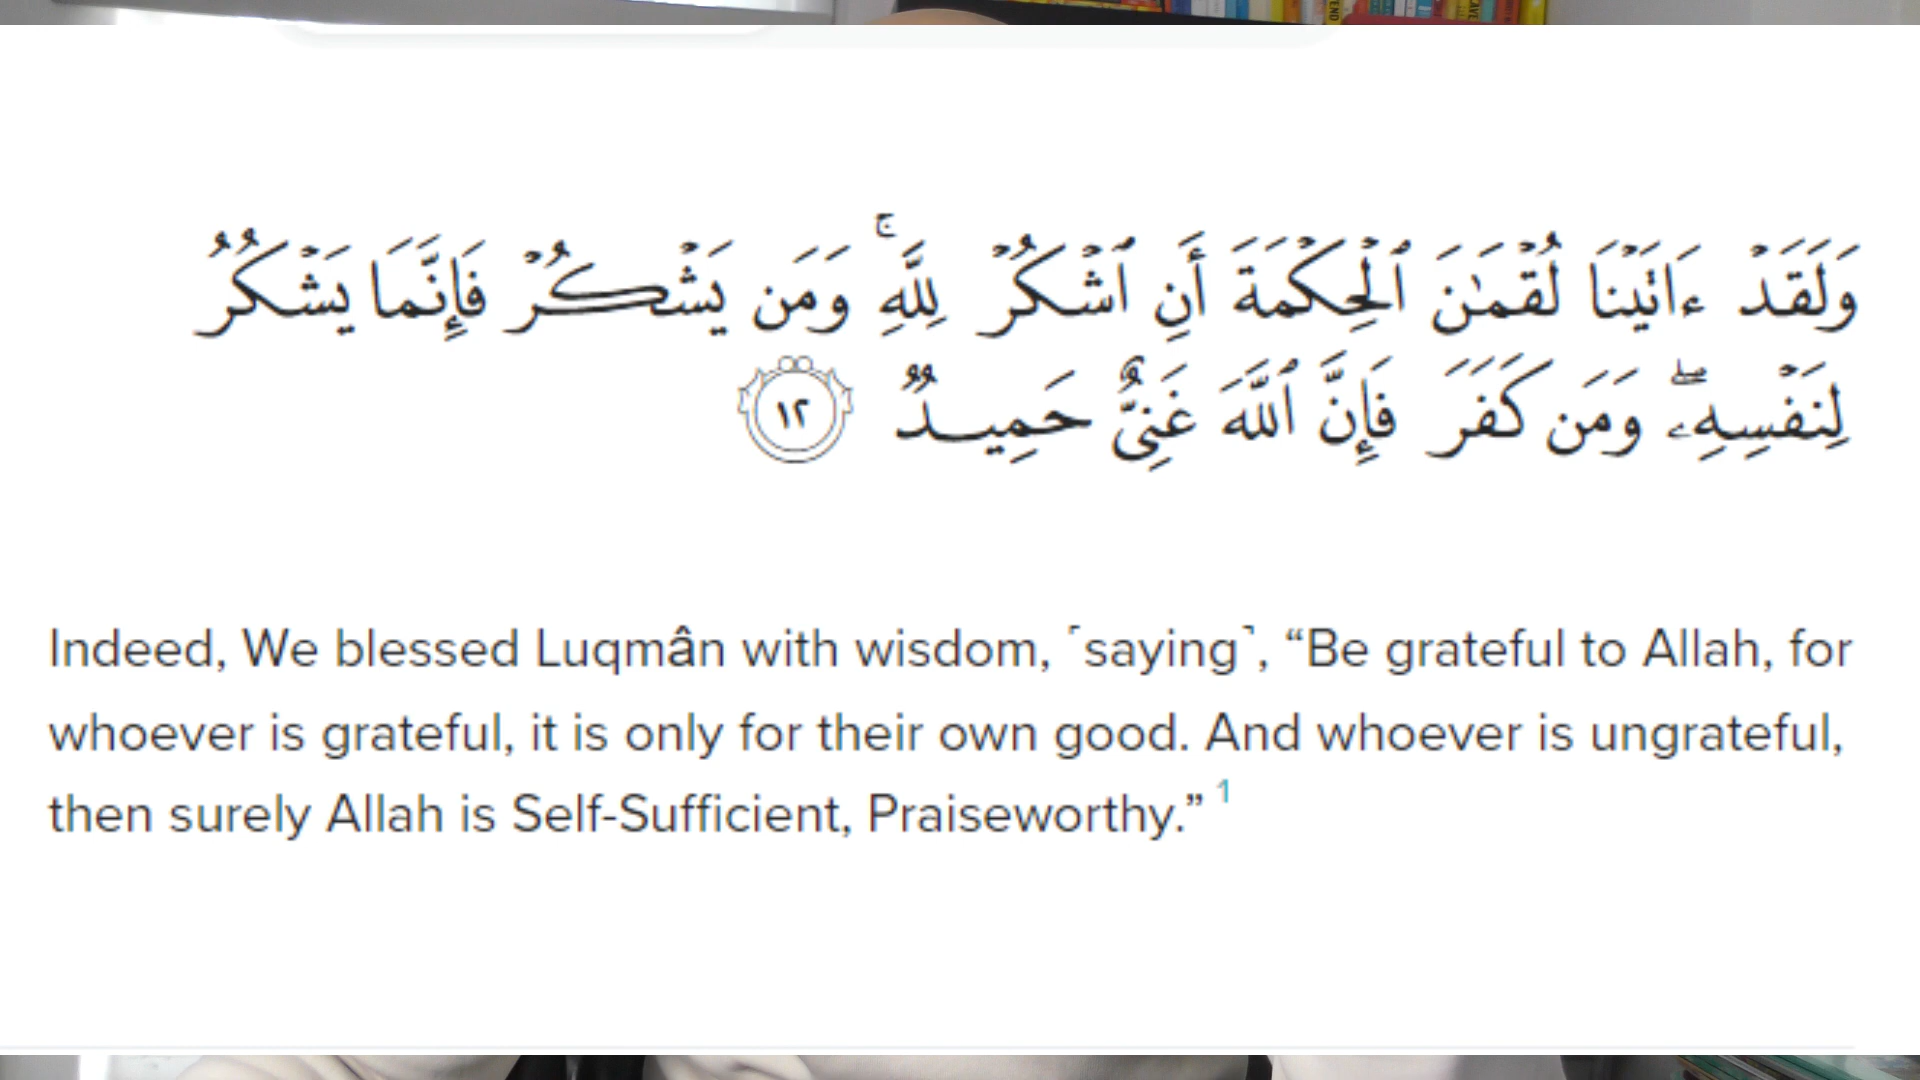 وَلَقَدْ ءَاتَيْنَا لُقْمَـٰنَ ٱلْحِكْمَةَ أَنِ ٱشْكُرْ لِلَّهِ ۚ وَمَن يَشْكُرْ فَإِنَّمَا يَشْكُرُ
لِنَفْسِهِۦ ۖ وَمَن كَفَرَ فَإِنَّ ٱللَّهَ غَنِىٌّ حَمِيدٌ ١٢
Indeed, We blessed Luqmân with wisdom, ˹saying˺, “Be grateful to Allah, for
whoever is grateful, it is only for their own good. And whoever is ungrateful,
then surely Allah is Self-Sufficient, Praiseworthy.” 1